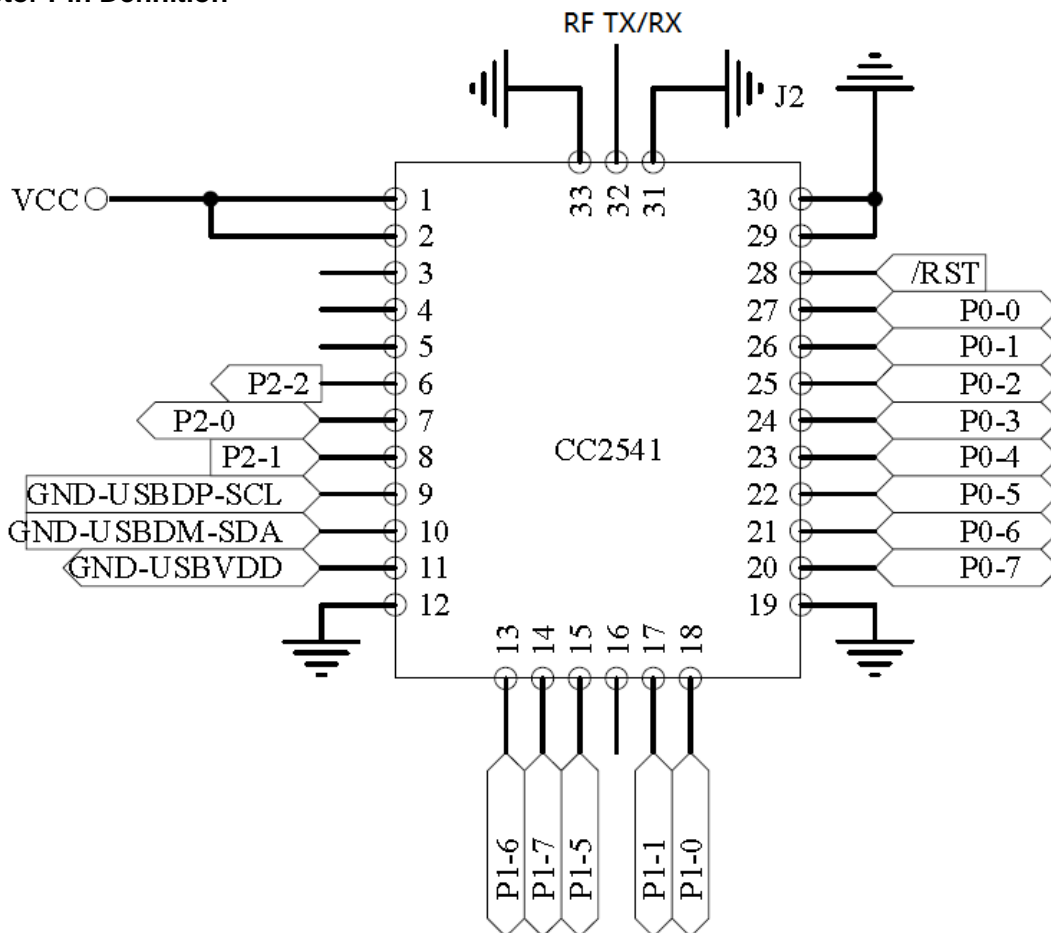 RF TX/RX
J2
VCC
33
32
31
1
30
2
29
3
28
/RST
4
27
P0-0
5
26
P0-1
P2-2
6
25
P0-2
P2-0
7
24
P0-3
P2-1
8
CC2541
23
P0-4
GND-USBDP-SCL
9
22
P0-5
GND-USBDM-SDA
10
21
P0-6
GND-USBVDD
11
20
P0-7
12
19
13
14
15
16
17
18
P1-6
P1-7
P1-5
P1-1
P1-0